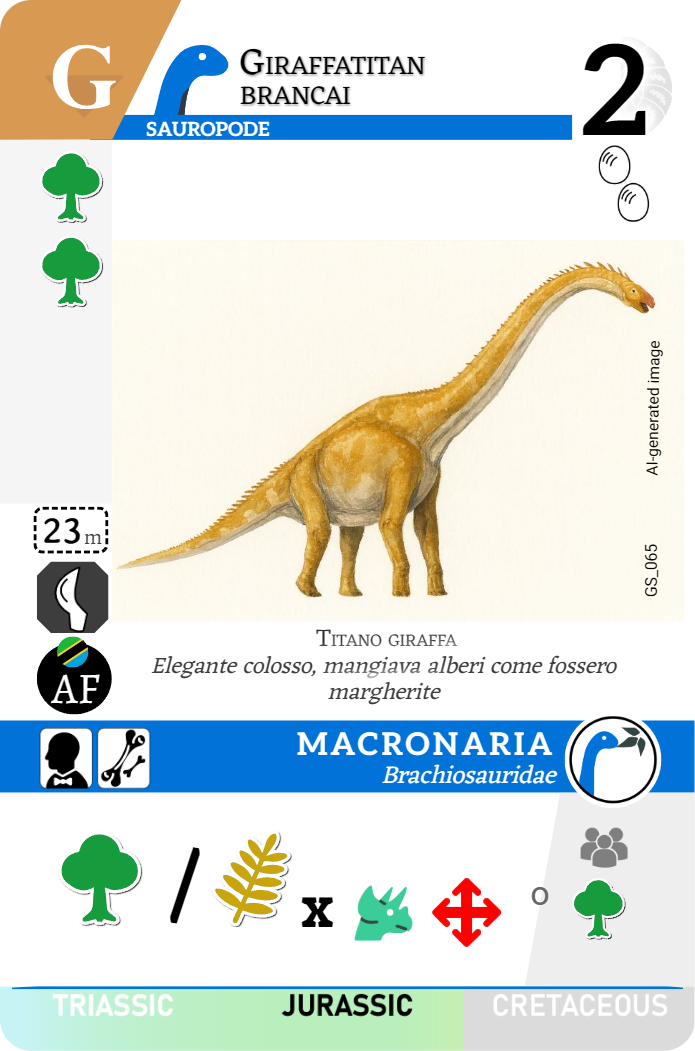 G
GIRAFFATITAN
BRANCAI
2
SAUROPODE
AI-generated image
GS_065
23 m
AF
TITANO GIRAFFA
Elegante colosso, mangiava alberi come fossero
margherite
MACRONARIA
Brachiosauridae
/ x o
TRIASSIC JURASSIC CRETACEOUS